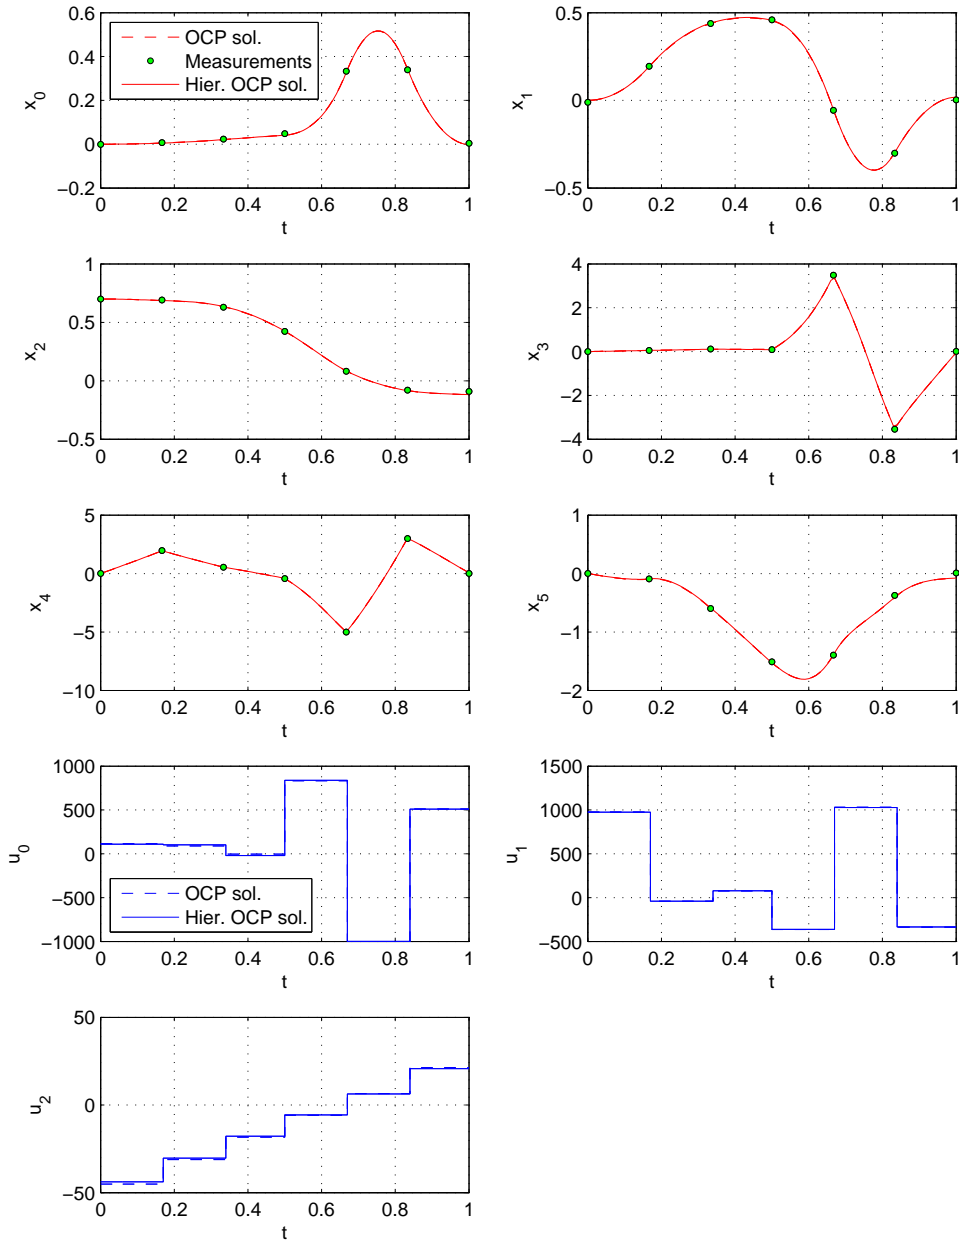 0.6
0.4
0.2
0
−0.2
0 0.2 0.4 0.6 0.8 1
t
x0
OCP sol.
Measurements
Hier. OCP sol.
0.5
0
−0.5
0 0.2 0.4 0.6 0.8 1
t
x1
1
0.5
0
−0.5
0 0.2 0.4 0.6 0.8 1
t
x2
4
2
0
−2
−4
0 0.2 0.4 0.6 0.8 1
t
x3
5
0
−5
−10
0 0.2 0.4 0.6 0.8 1
t
x4
1
0
−1
−2
0 0.2 0.4 0.6 0.8 1
t
x5
1000
500
0
−500
−1000
0 0.2 0.4 0.6 0.8 1
t
u0
OCP sol.
Hier. OCP sol.
1500
1000
500
0
−500
0 0.2 0.4 0.6 0.8 1
t
u1
50
0
−50
0 0.2 0.4 0.6 0.8 1
t
u2